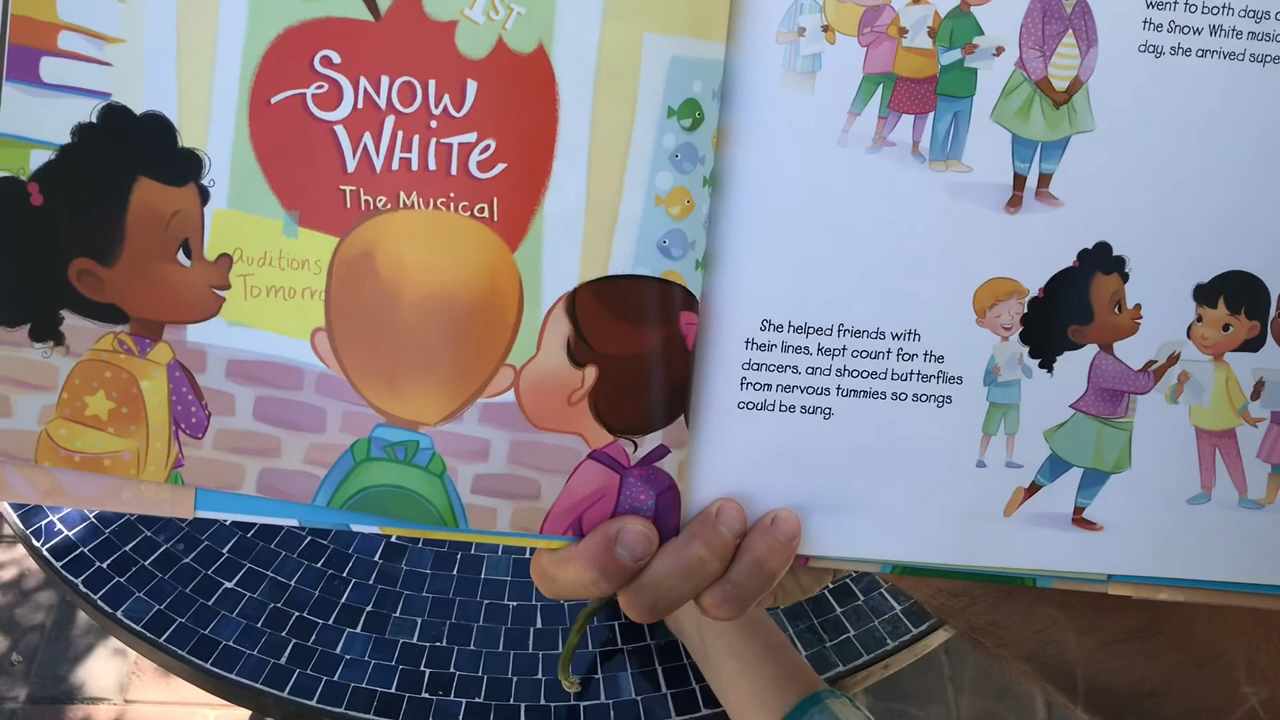 1ST
SNOW
WHiTe
The Musical
Auditions
Tomorro
went to both days
the Snow White music
day, she arrived supe
She helped friends with
their lines, kept count for the
dancers, and shooed butterflies
from nervous tummies so songs
could be sung.